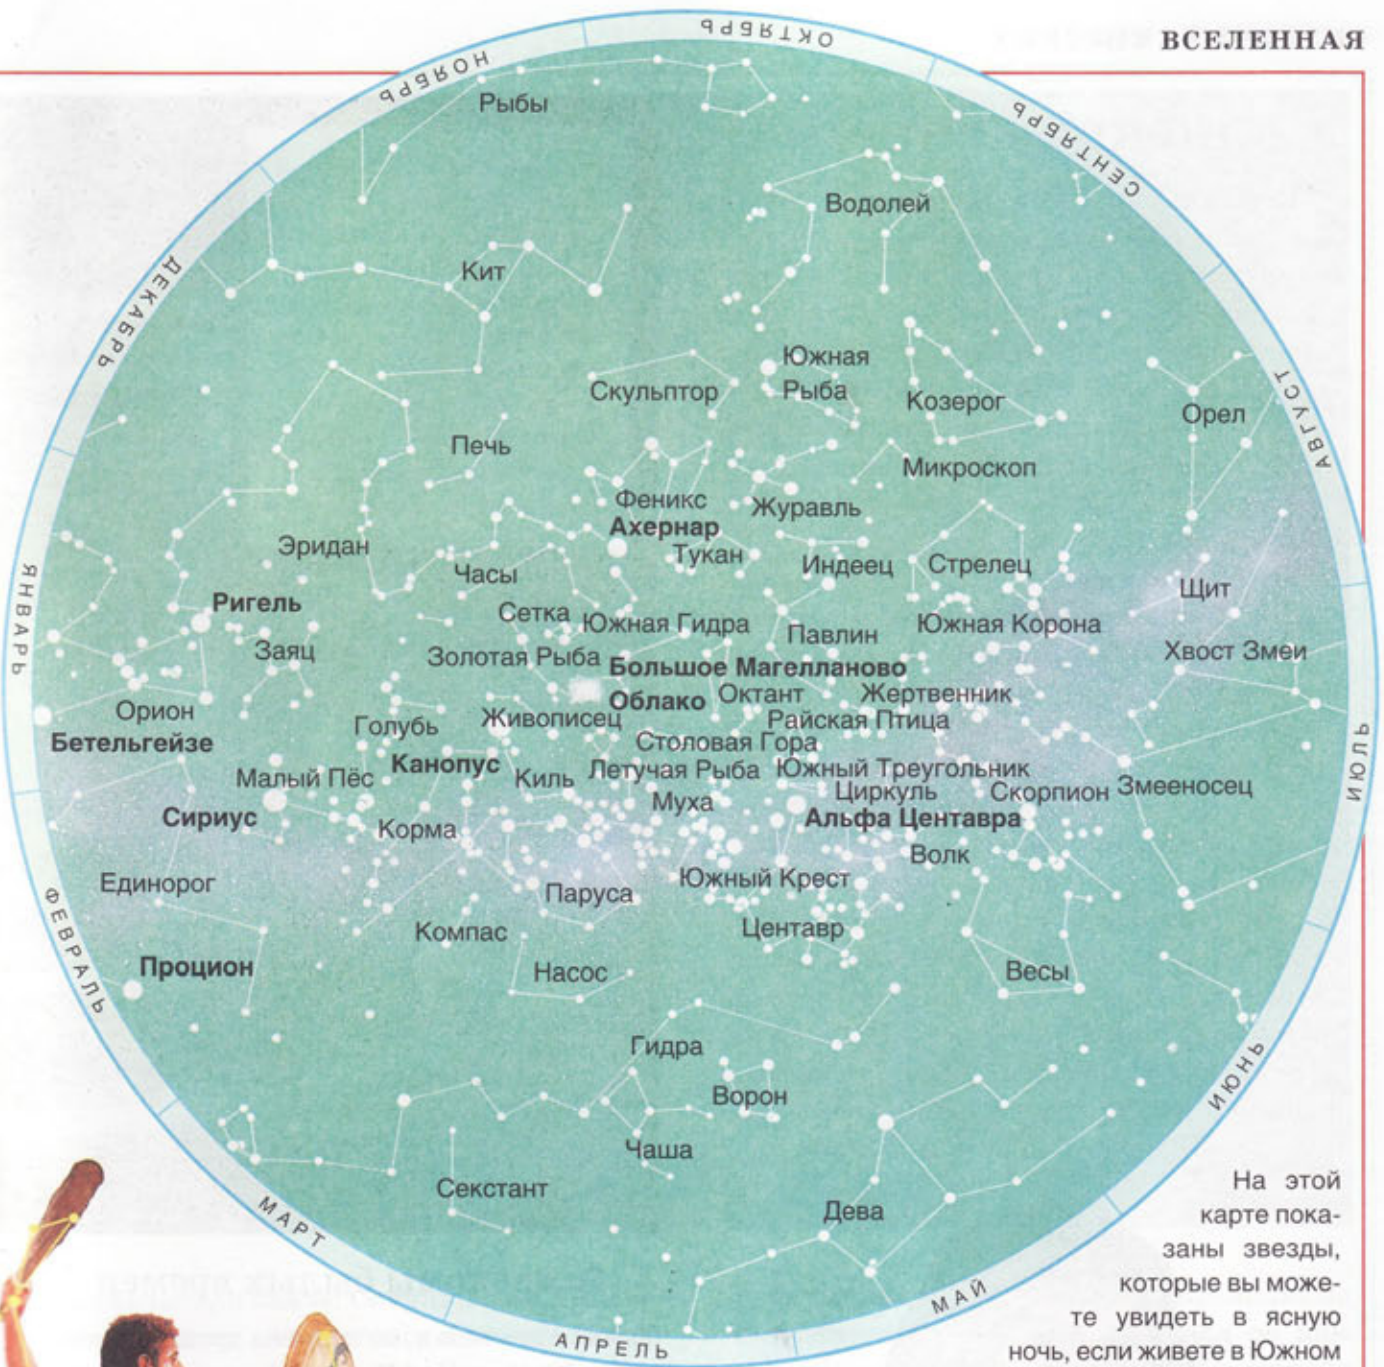 ВСЕЛЕННАЯ
ОКТЯБРЬ
НОЯБРЬ
СЕНТЯБРЬ
Рыбы
Водолей
Кит
ДЕКАБРЬ
Южная
Рыба
Скульптор
Козерог
Орел
АВГУСТ
Печь
Микроскоп
Феникс
Журавль
Ахернар
Тукан
Эридан
Часы
Индеец
Стрелец
Щит
ЯНВАРЬ
Ригель
Сетка
Южная Гидра
Павлин
Южная Корона
Заяц
Золотая Рыба
Большое Магелланово
Облако
Хвост Змеи
Октант
Жертвенник
Орион
Голубь
Живописец
Райская Птица
Бетельгейзе
Столовая Гора
Канопус
Малый Пёс
Киль
Летучая Рыба
Южный Треугольник
ИЮЛЬ
Муха
Циркуль
Скорпион
Змееносец
Сириус
Корма
Альфа Центавра
Волк
Единорог
Паруса
Южный Крест
ФЕВРАЛЬ
Компас
Центавр
Процион
Насос
Весы
Гидра
Ворон
ИЮНЬ
Чаша
Секстант
Дева
МАРТ
МАЙ
АПРЕЛЬ
На этой
карте пока-
заны звезды,
которые вы може-
те увидеть в ясную
ночь, если живете в Южном